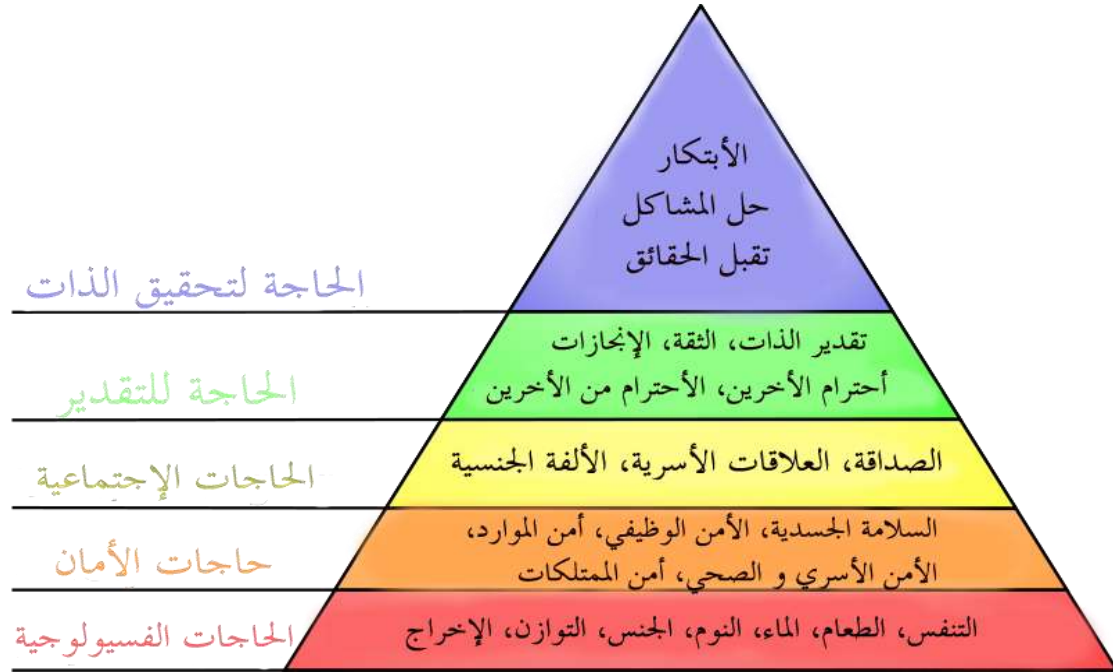 الأبتكار
حل المشاكل
تقبل الحقائق
الحاجة لتحقيق الذات
تقدير الذات، الثقة، الإنجازات
أحترام الأخرين، الأحترام من الأخرين
الحاجة للتقدير
الصداقة، العلاقات الأسرية، الألفة الجنسية
الحاجات الإجتماعية
السلامة الجسدية، الأمن الوظيفي، أمن الموارد،
الأمن الأسري و الصحي، أمن الممتلكات
حاجات الأمان
التنفس، الطعام، الماء، النوم، الجنس، التوازن، الإخراج
الحاجات الفسيولوجية